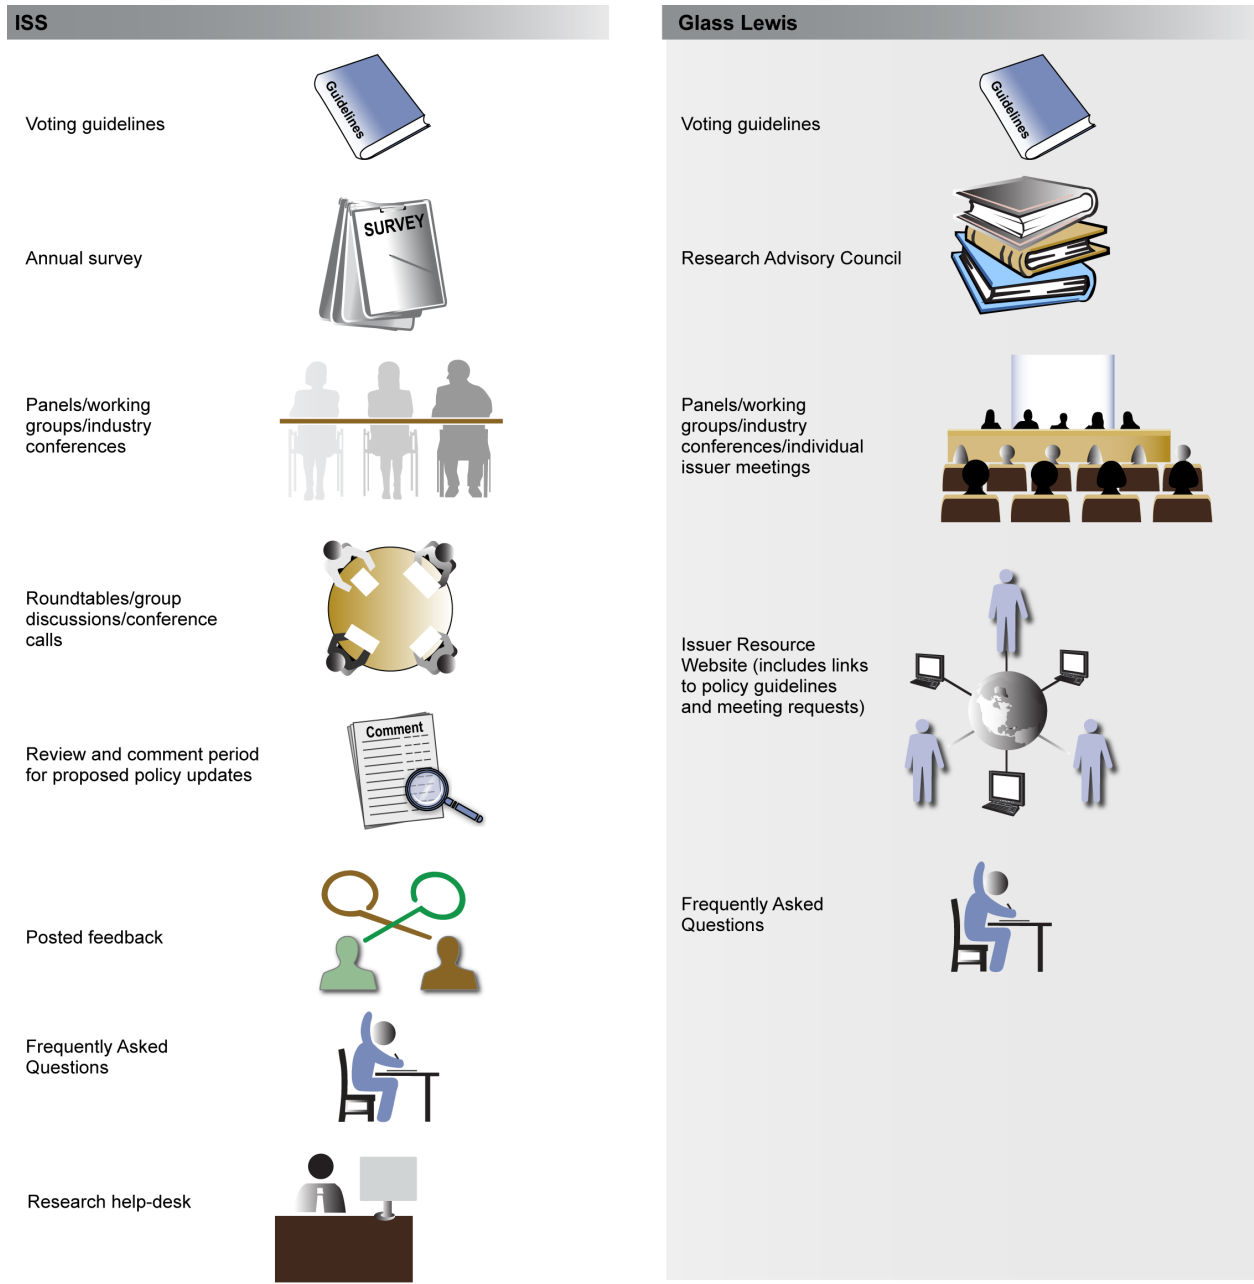 ISS
Voting guidelines
Guidelines
Annual survey
SURVEY
Panels/working
groups/industry
conferences
Roundtables/group
discussions/conference
calls
Review and comment period
for proposed policy updates
Comment
Posted feedback
Frequently Asked
Questions
Research help-desk
Glass Lewis
Voting guidelines
Guidelines
Research Advisory Council
Panels/working
groups/industry
conferences/individual
issuer meetings
Issuer Resource
Website (includes links
to policy guidelines
and meeting requests)
Frequently Asked
Questions